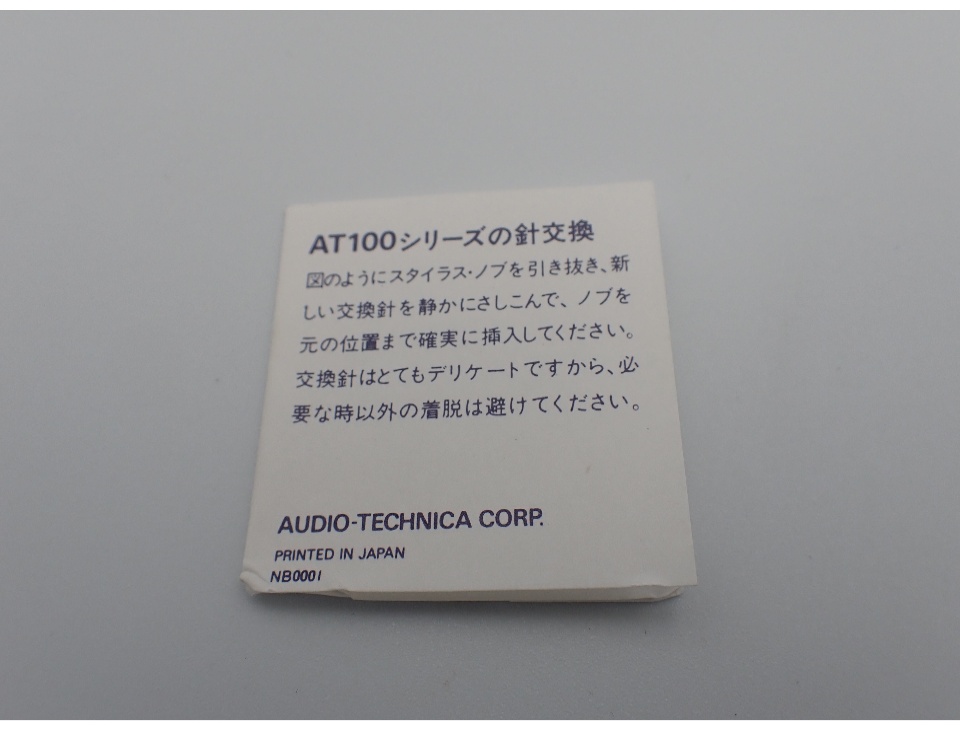 AT100シリーズの針交換
図のようにスタイラス・ノブを引き抜き、新
しい交換針を静かにさしこんで、ノブを
元の位置まで確実に挿入してください。
交換針はとてもデリケートですから、必
要な時以外の着脱は避けてください。
AUDIO-TECHNICA CORP.
PRINTED IN JAPAN
NB0001